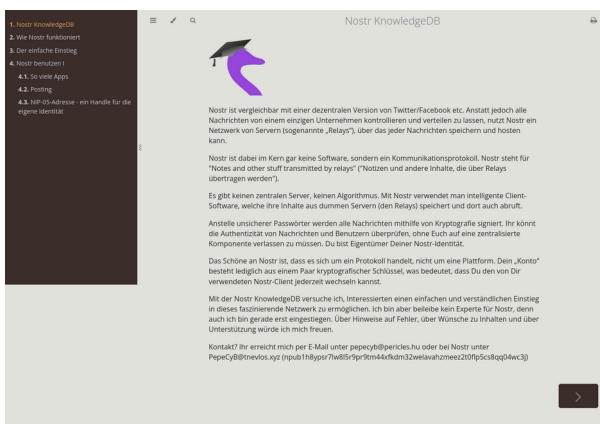 1. Nostr KnowledgeDB
2. Wie Nostr funktioniert
3. Der einfache Einstieg
4. Nostr benutzen !
4.1. So viele Apps
4.2. Posting
4.3. NIP-05-Adresse - ein Handle für die
eigene Identität
Nostr KnowledgeDB
Nostr ist vergleichbar mit einer dezentralen Version von Twitter/Facebook etc. Anstatt jedoch alle
Nachrichten von einem einzigen Unternehmen kontrollieren und verteilen zu lassen, nutzt Nostr ein
Netzwerk von Servern (sogenannte „Relays"), über das jeder Nachrichten speichern und hosten
kann.
Nostr ist dabei im Kern gar keine Software, sondern ein Kommunikationsprotokoll. Nostr steht für
"Notes and other stuff transmitted by relays" ("Notizen und andere Inhalte, die über Relays
übertragen werden").
Es gibt keinen zentralen Server, keinen Algorithmus. Mit Nostr verwendet man intelligente Client-
Software, welche ihre Inhalte aus dummen Servern (den Relays) speichert und dort auch abruft.
Anstelle unsicherer Passwörter werden alle Nachrichten mithilfe von Kryptografie signiert. Ihr könnt
die Authentizität von Nachrichten und Benutzern überprüfen, ohne Euch auf eine zentralisierte
Komponente verlassen zu müssen. Du bist Eigentümer Deiner Nostr-Identität.
Das Schöne an Nostr ist, dass es sich um ein Protokoll handelt, nicht um eine Plattform. Dein „Konto"
besteht lediglich aus einem Paar kryptografischer Schlüssel, was bedeutet, dass Du den von Dir
verwendeten Nostr-Client jederzeit wechseln kannst.
Mit der Nostr KnowledgeDB versuche ich, Interessierten einen einfachen und verständlichen Einstieg
in dieses faszinierende Netzwerk zu ermöglichen. Ich bin aber beileibe kein Experte für Nostr, denn
auch ich bin gerade erst eingestiegen. Über Hinweise auf Fehler, über Wünsche zu Inhalten und über
Unterstützung würde ich mich freuen.
Kontakt? Ihr erreicht mich per E-Mail unter pepecyb@pericles.hu oder bei Nostr unter
PepeCyB@tnevlos.xyz